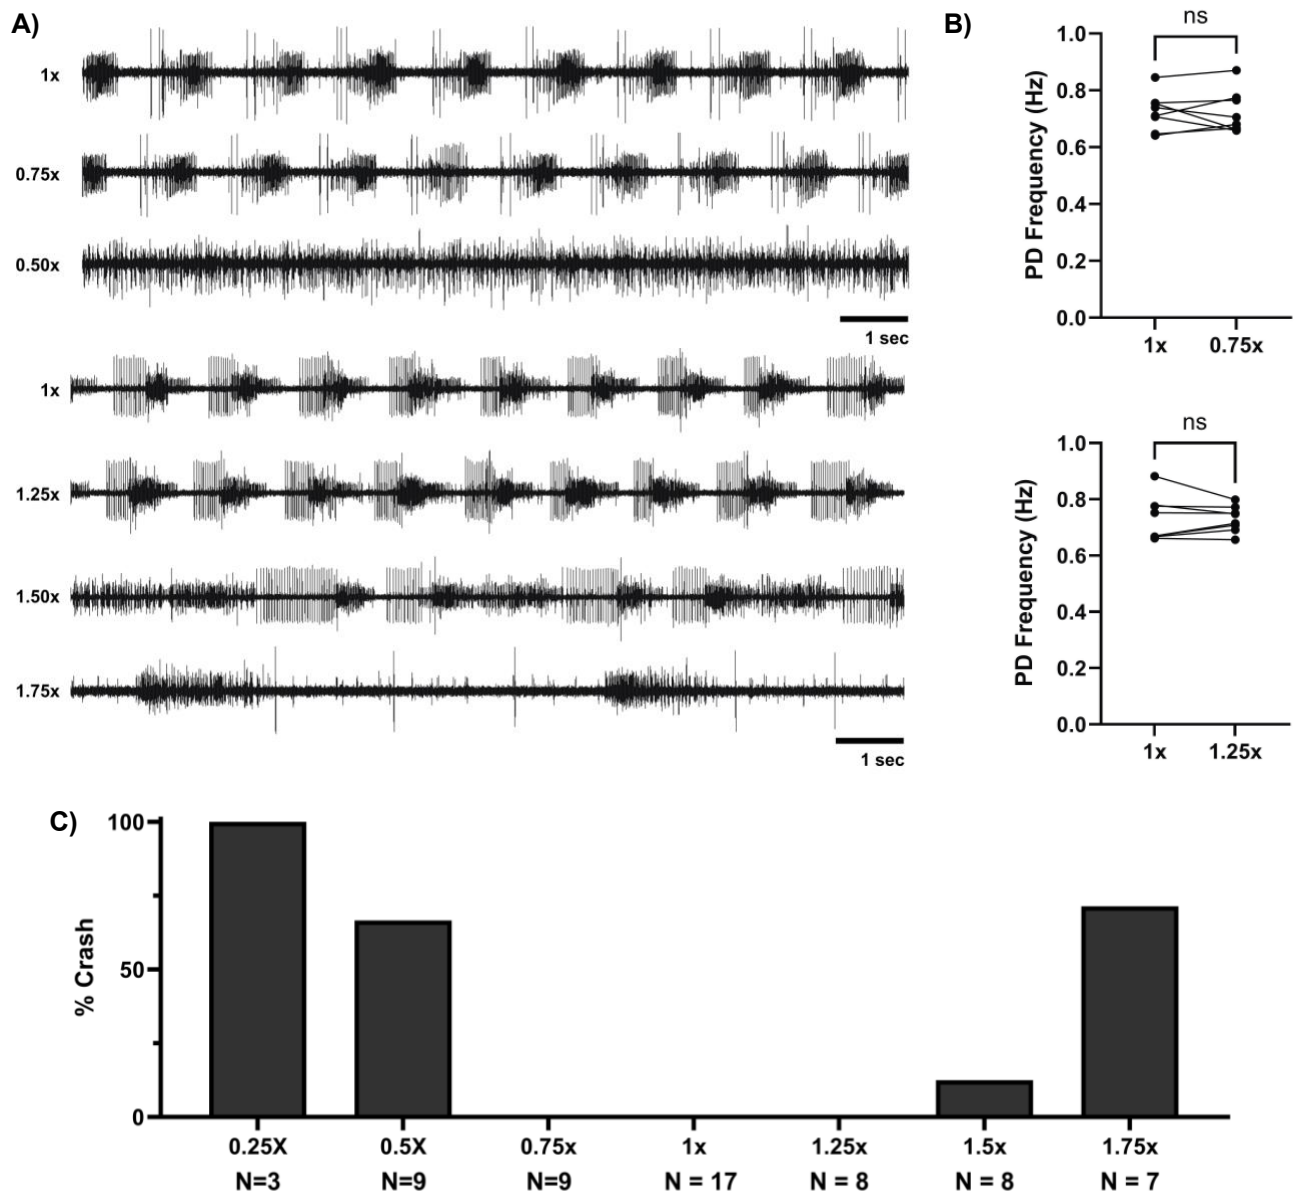 A)
1x
0.75x
0.50x
1 sec
1x
1.25x
1.50x
1.75x
1 sec
B)
ns
PD Frequency (Hz)
1.0
0.8
0.6
0.4
0.2
0.0
1x 0.75x
ns
PD Frequency (Hz)
1.0
0.8
0.6
0.4
0.2
0.0
1x 1.25x
C)
% Crash
100
50
0
0.25X 0.5X 0.75x 1x 1.25x 1.5x 1.75x
N=3 N=9 N=9 N = 17 N = 8 N = 8 N = 7